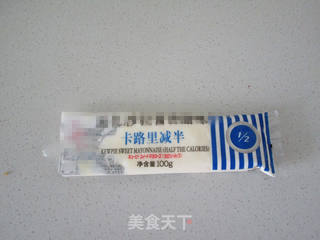 卡路里减半
KEWPIE SWEET MAYONNAISE (HALF THE CALORIES)
净含量100g
1/2
美食天下